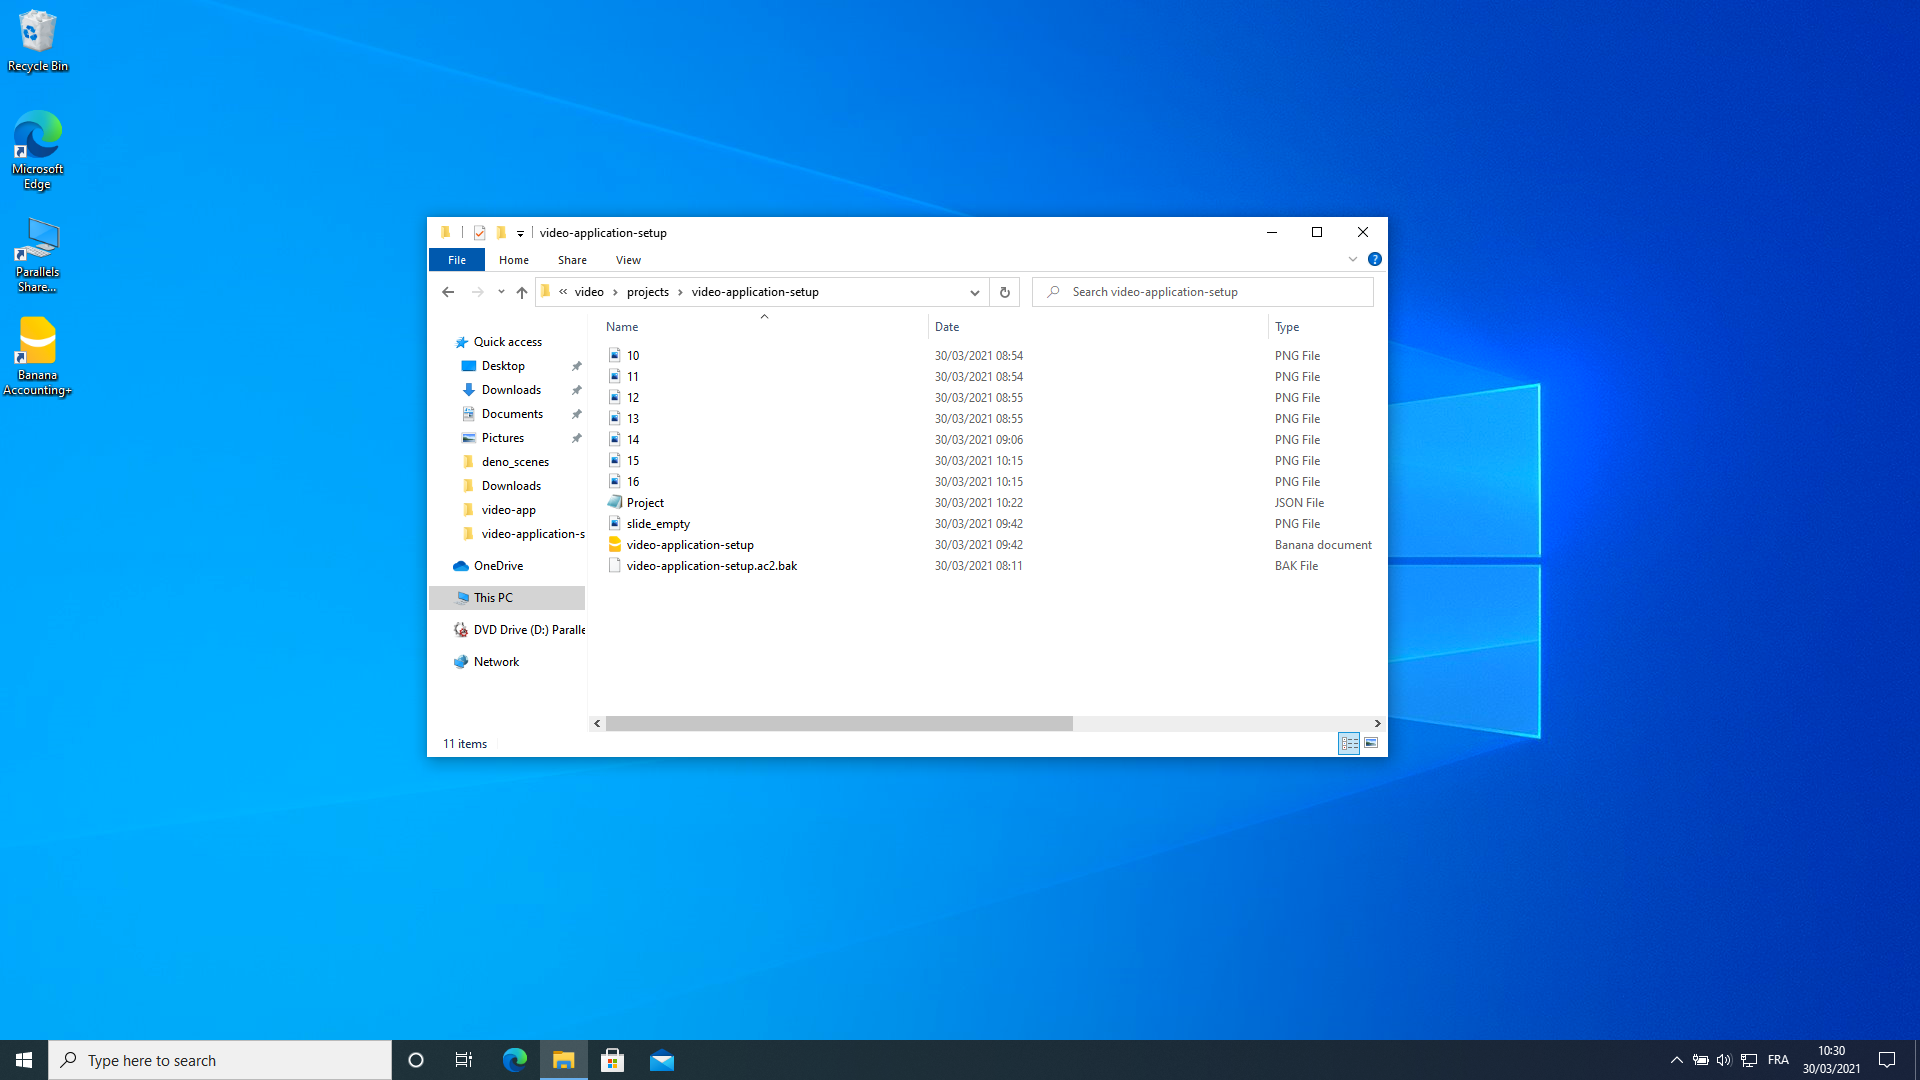 Recycle Bin
Microsoft
Edge
Parallels
Share...
Banana
Accounting+
video-application-setup
File Home Share View
« video > projects > video-application-setup
Search video-application-setup
Name Date Type
Quick access
Desktop
Downloads
Documents
Pictures
deno_scenes
Downloads
video-app
video-application-s
OneDrive
This PC
DVD Drive (D:) Paralle
Network
10 30/03/2021 08:54 PNG File
11 30/03/2021 08:54 PNG File
12 30/03/2021 08:55 PNG File
13 30/03/2021 08:55 PNG File
14 30/03/2021 09:06 PNG File
15 30/03/2021 10:15 PNG File
16 30/03/2021 10:15 PNG File
Project 30/03/2021 10:22 JSON File
slide_empty 30/03/2021 09:42 PNG File
video-application-setup 30/03/2021 09:42 Banana document
video-application-setup.ac2.bak 30/03/2021 08:11 BAK File
11 items
Type here to search
FRA
10:30
30/03/2021